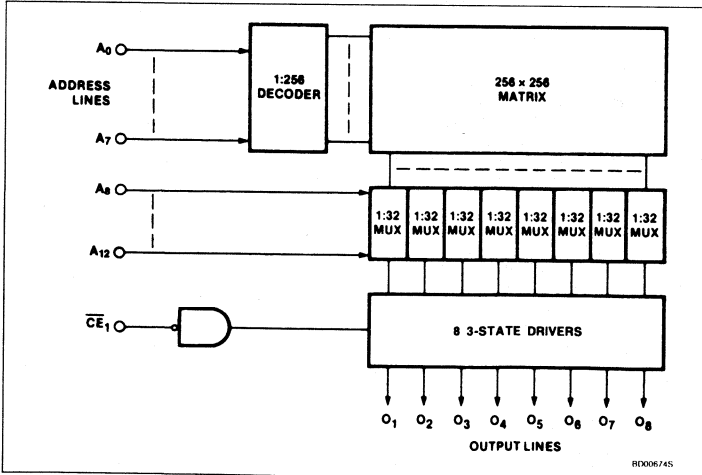 A0
ADDRESS
LINES
A7
1:256
DECODER
256 × 256
MATRIX
A8
A12
1:32
MUX
1:32
MUX
1:32
MUX
1:32
MUX
1:32
MUX
1:32
MUX
1:32
MUX
1:32
MUX
C̅E̅1
8 3-STATE DRIVERS
O1 O2 O3 O4 O5 O6 O7 O8
OUTPUT LINES
BD00674S